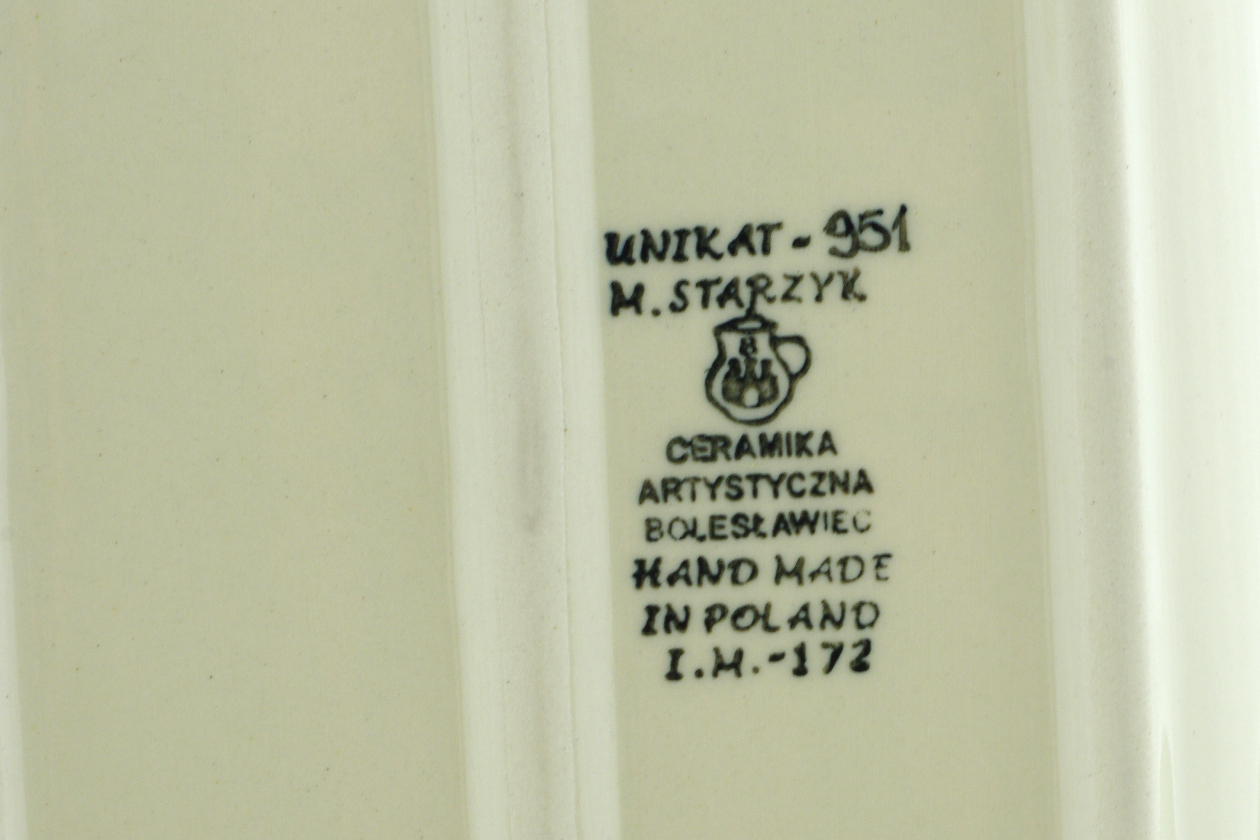 UNIKAT - 951
M. STARZYK
B
CERAMIKA
ARTYSTYCZNA
BOLESŁAWIEC
HAND MADE
IN POLAND
I.M.-172